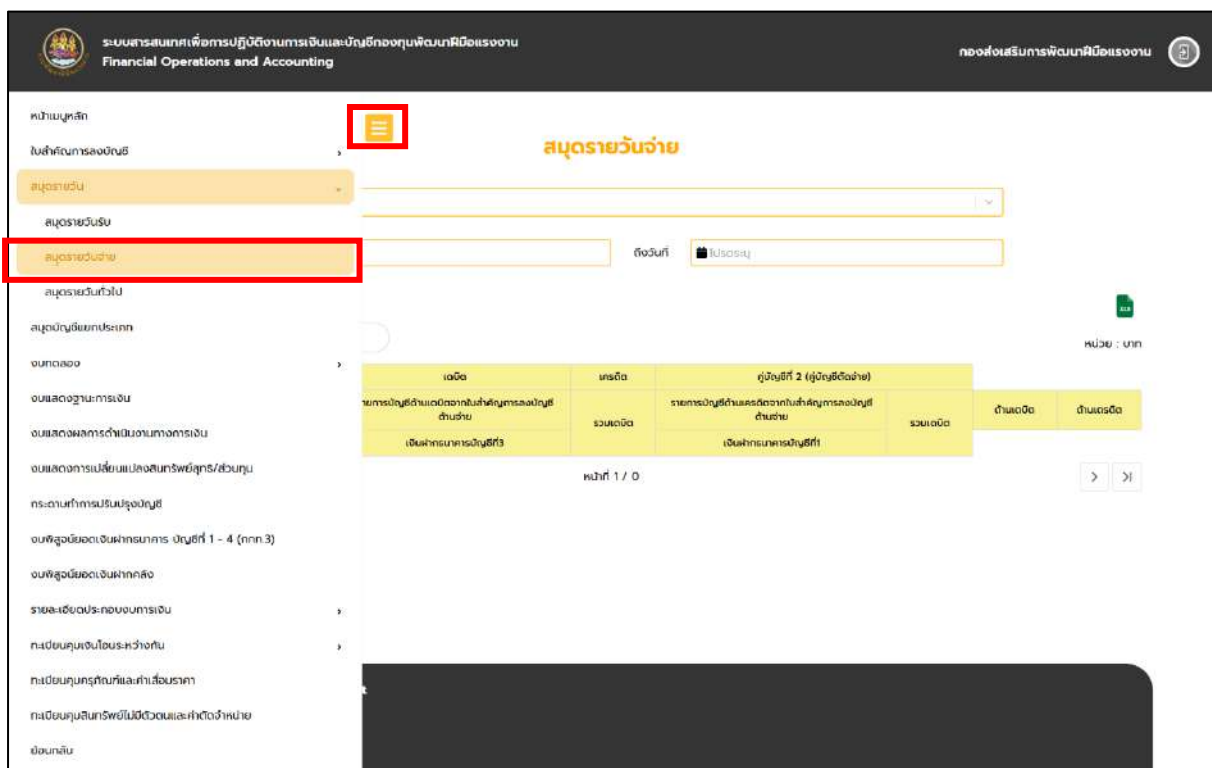 ระบบสารสนเทศเพื่อการปฏิบัติงานการเงินและบัญชีกองทุนพัฒนาฝีมือแรงงาน
Financial Operations and Accounting
กองส่งเสริมการพัฒนาฝีมือแรงงาน
หน้าเมนูหลัก
ใบสำคัญการลงบัญชี
สมุดรายวัน
สมุดรายวันรับ
สมุดรายวันจ่าย
สมุดรายวันทั่วไป
สมุดบัญชีแยกประเภท
งบทดลอง
งบแสดงฐานะการเงิน
งบแสดงผลการดำเนินงานทางการเงิน
งบแสดงการเปลี่ยนแปลงสินทรัพย์สุทธิ/ส่วนทุน
กระดาษทำการปรับปรุงบัญชี
งบพิสูจน์ยอดเงินฝากธนาคาร บัญชีที่ 1 - 4 (กกท.3)
งบพิสูจน์ยอดเงินฝากคลัง
รายละเอียดประกอบงบการเงิน
ทะเบียนคุมเงินโอนระหว่างกัน
ทะเบียนคุมครุภัณฑ์และค่าเสื่อมราคา
ทะเบียนคุมสินทรัพย์ไม่มีตัวตนและค่าตัดจำหน่าย
ย้อนกลับ
สมุดรายวันจ่าย
ถึงวันที่
โปรดระบุ
หน่วย : บาท
เดบิต
เครดิต
คู่บัญชีที่ 2 (คู่บัญชีตัดจ่าย)
ายการบัญชีด้านเดบิตจากใบสำคัญการลงบัญชี
ด้านจ่าย
รวมเดบิต
รายการบัญชีด้านเครดิตจากใบสำคัญการลงบัญชี
ด้านจ่าย
รวมเดบิต
ด้านเดบิต
ด้านเครดิต
เงินฝากธนาคารบัญชีที่3
เงินฝากธนาคารบัญชีที่1
หน้าที่ 1 / 0